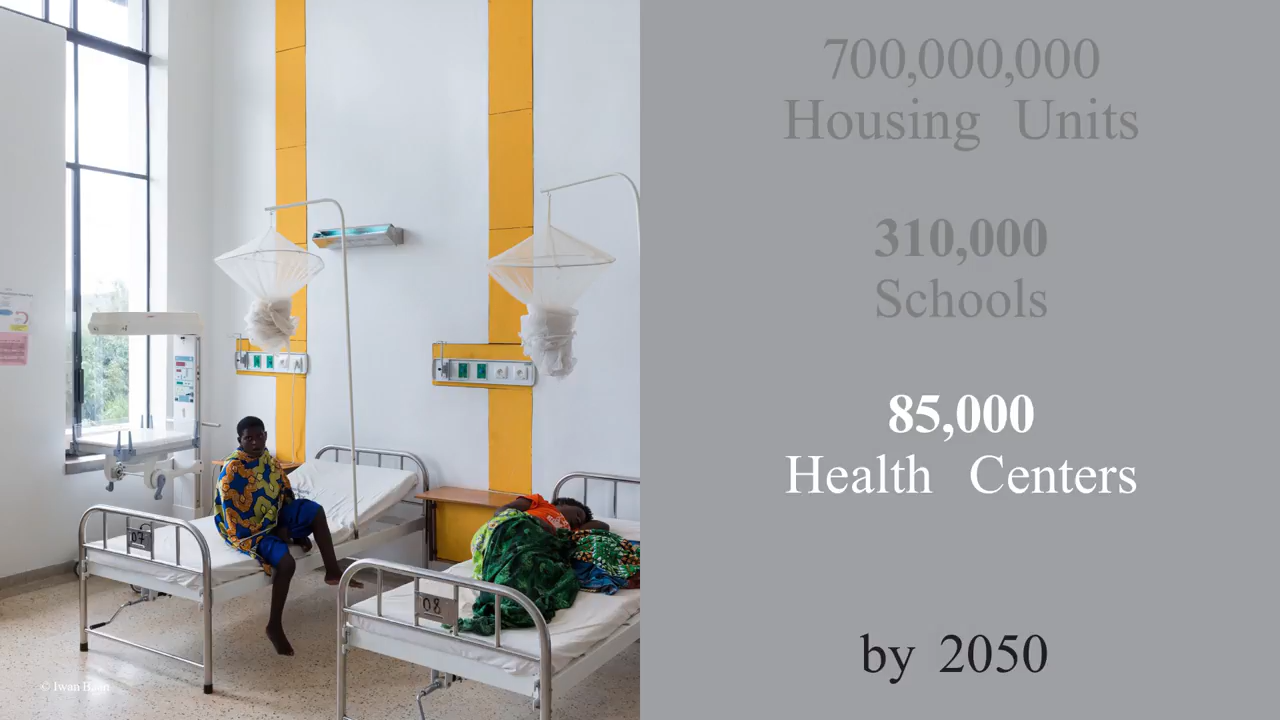 700,000,000
Housing Units
310,000
Schools
85,000
Health Centers
by 2050
07
08
© Iwan Baan